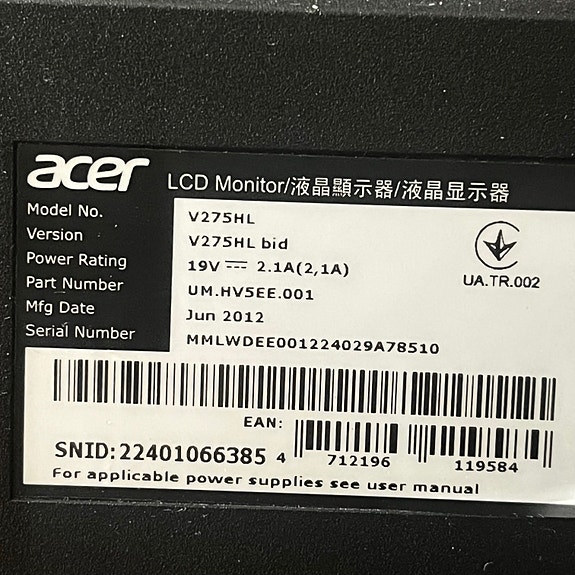 acer LCD Monitor/液晶顯示器/液晶显示器
Model No. V275HL
Version V275HL bid
Power Rating 19V ⎓ 2.1A(2,1A)
Part Number UM.HV5EE.001
Mfg Date Jun 2012
Serial Number MMLWDEE001224029A78510
UA.TR.002
EAN:
SNID:22401066385 4 712196 119584
For applicable power supplies see user manual